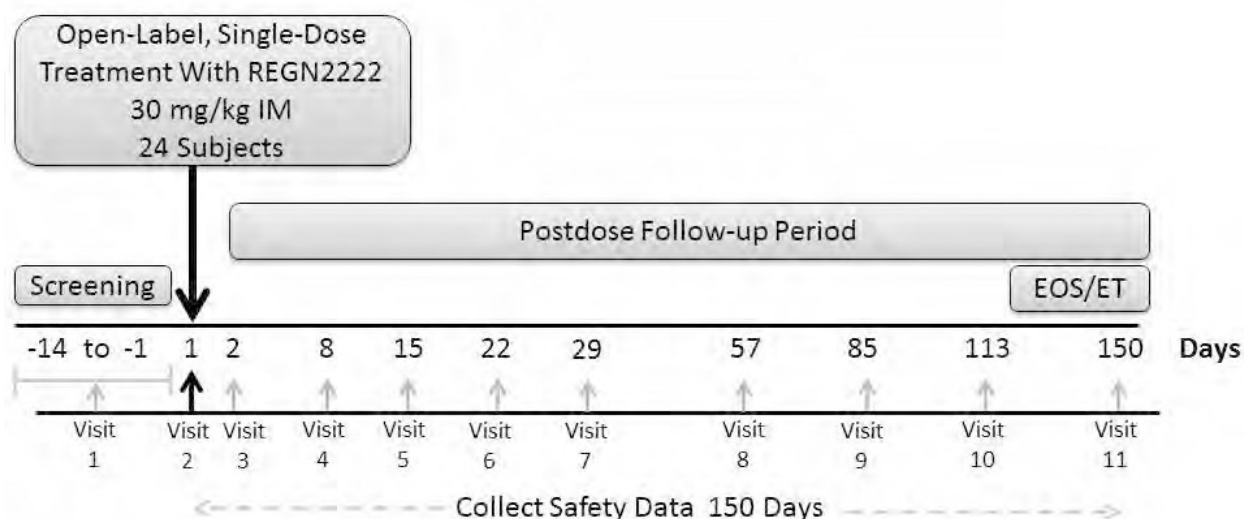 Open-Label, Single-Dose
Treatment With REGN2222
30 mg/kg IM
24 Subjects
Postdose Follow-up Period
Screening
EOS/ET
-14 to -1 1 2 8 15 22 29 57 85 113 150 Days
Visit Visit Visit Visit Visit Visit Visit Visit Visit Visit Visit
1 2 3 4 5 6 7 8 9 10 11
Collect Safety Data 150 Days